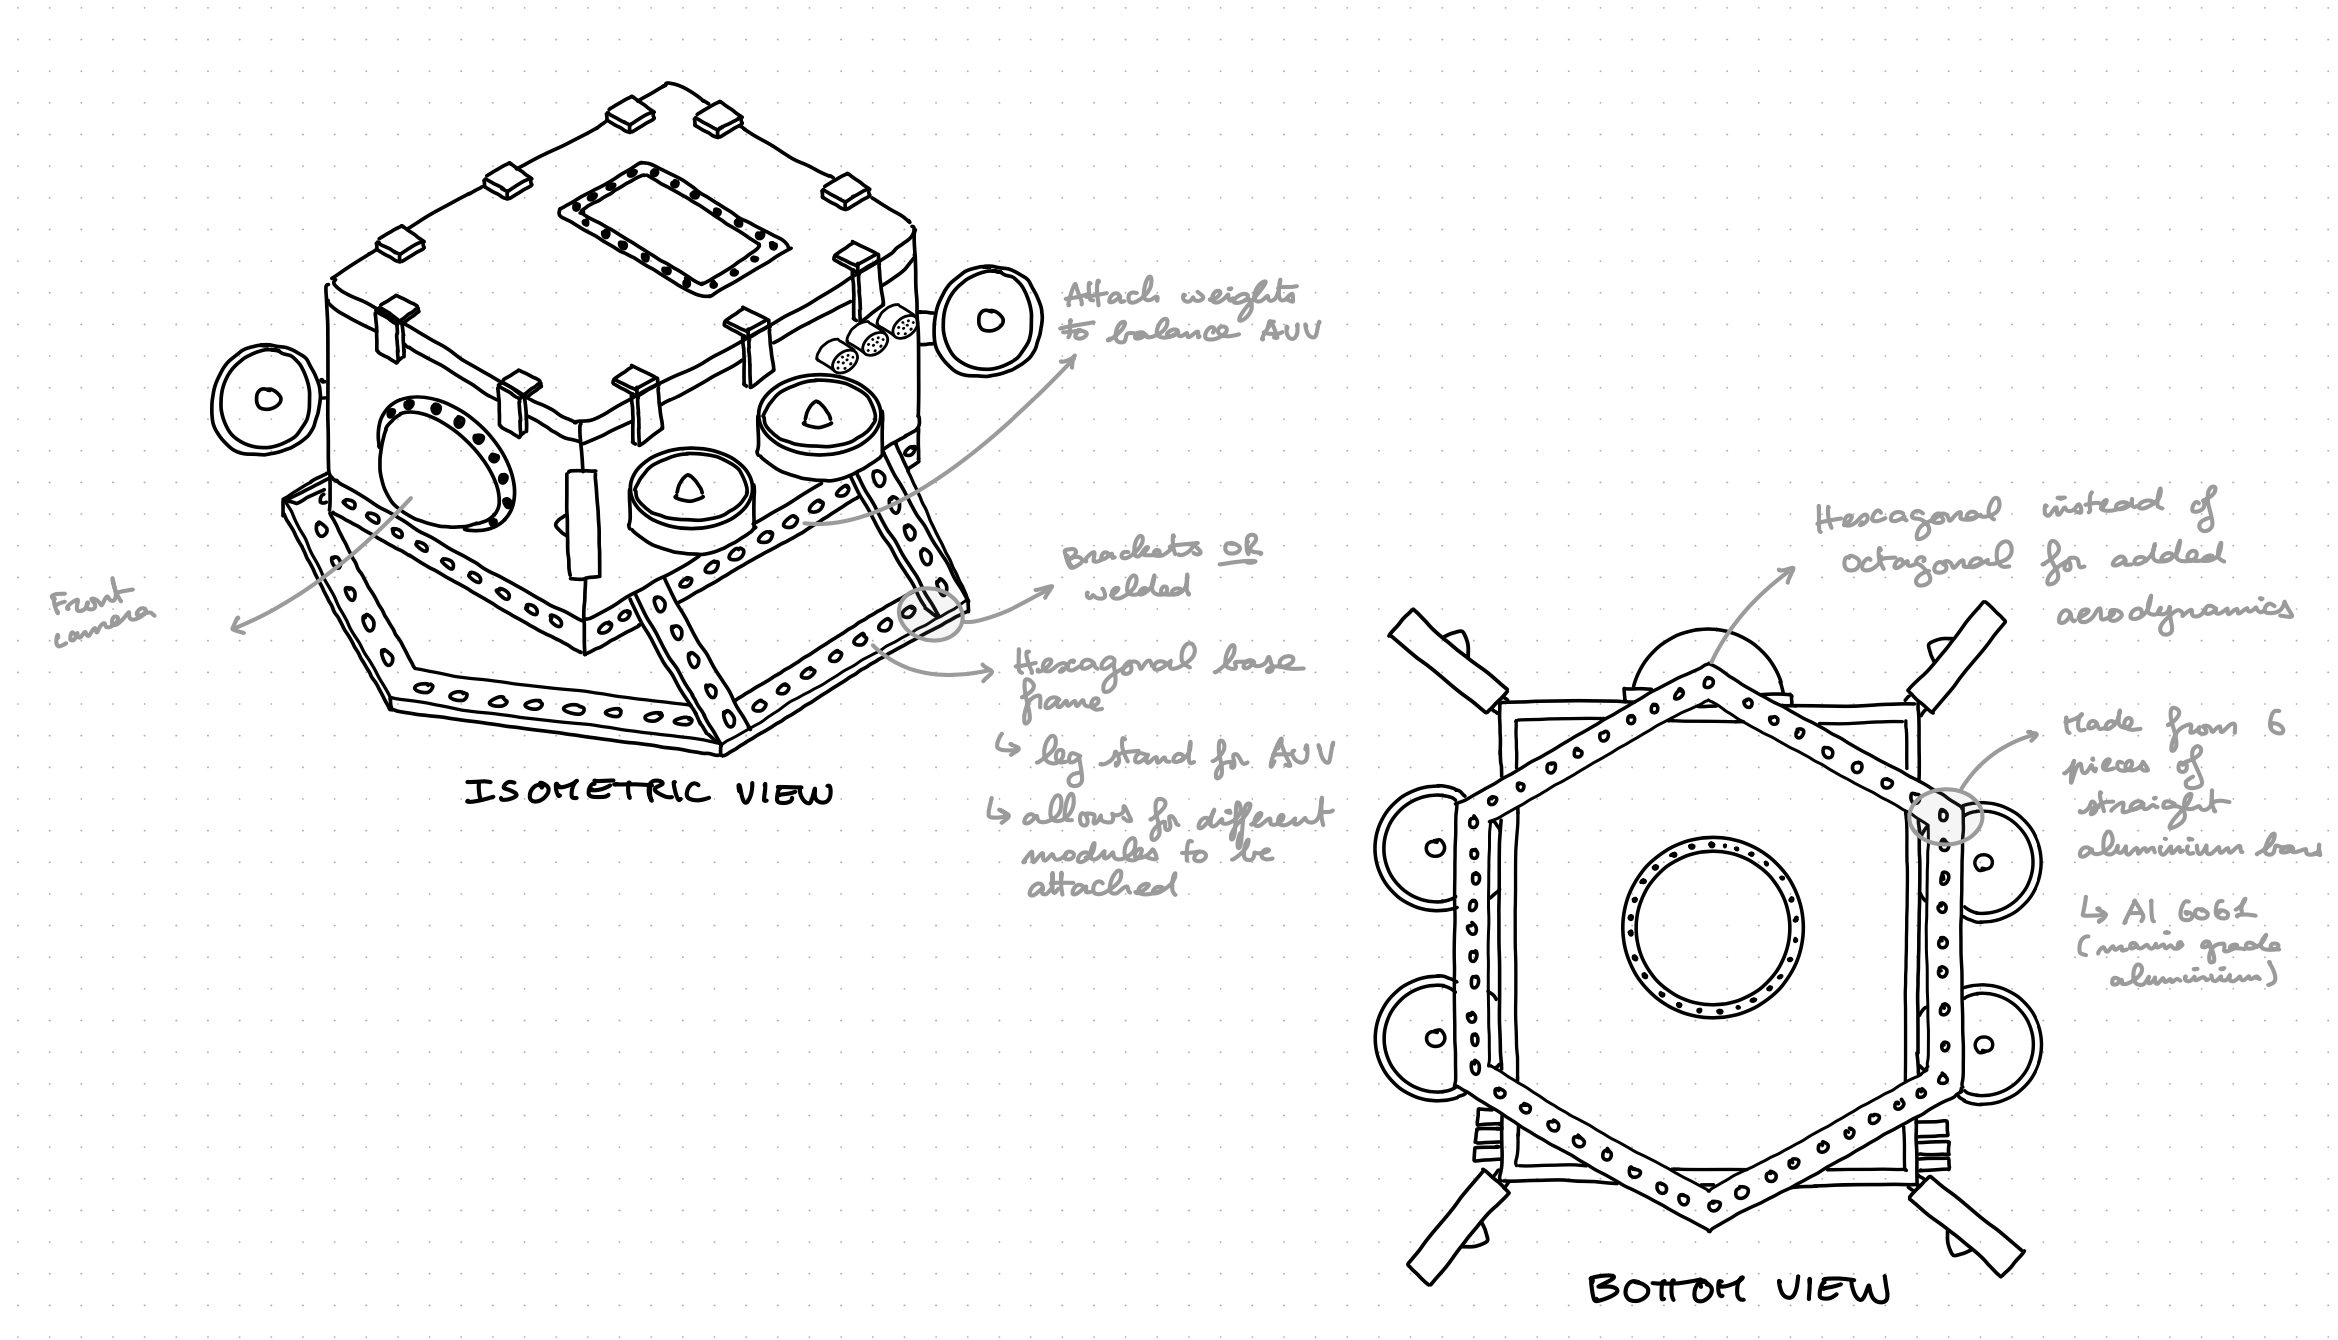 Attach weights
to balance AUV
Front
camera
Brackets OR
welded
Hexagonal base
frame
↳ leg stand for AUV
↳ allows for different
modules to be
attached
ISOMETRIC VIEW
Hexagonal instead of
octagonal for added
aerodynamics
Made from 6
pieces of
straight
aluminium bars
↳ Al 6061
(marine grade
aluminium)
BOTTOM VIEW